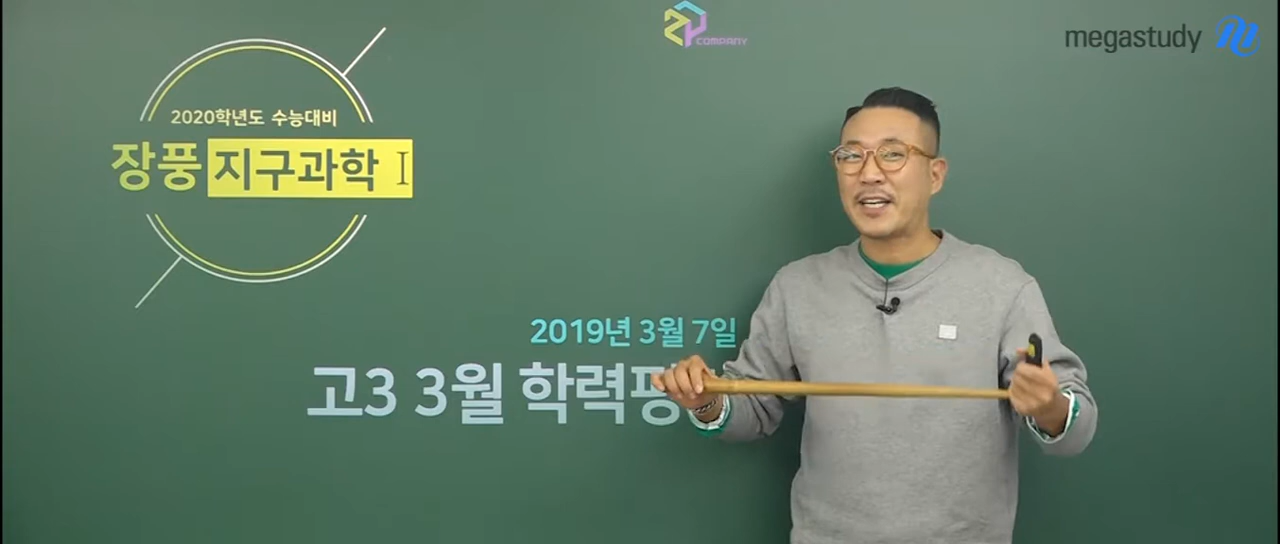 2020학년도 수능대비
장풍 지구과학 I
ZP COMPANY
megastudy
2019년 3월 7일
고3 3월 학력평